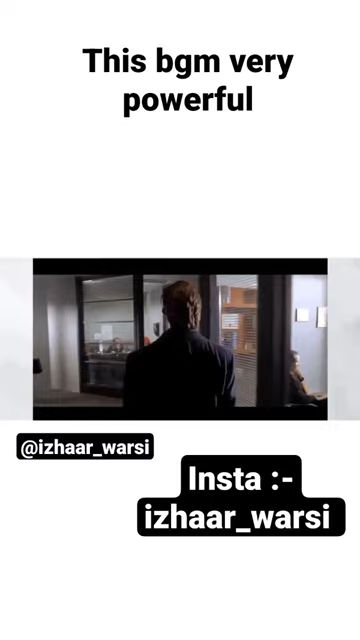 This bgm very
powerful
@izhaar_warsi
Insta :-
izhaar_warsi